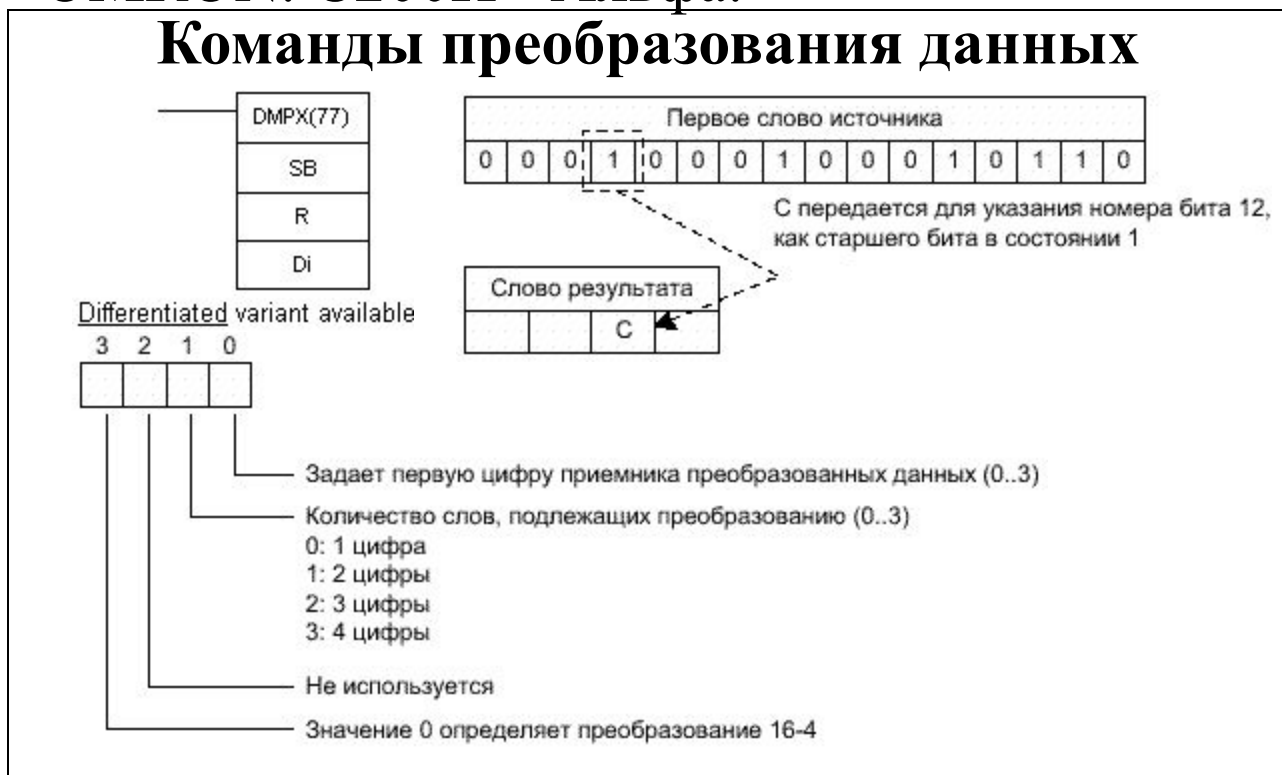 Команды преобразования данных
DMPX(77)
SB
R
Di
Differentiated variant available
Первое слово источника
0 0 0 1 0 0 0 1 0 0 0 1 0 1 1 0
С передается для указания номера бита 12,
как старшего бита в состоянии 1
Слово результата
C
3 2 1 0
Задает первую цифру приемника преобразованных данных (0..3)
Количество слов, подлежащих преобразованию (0..3)
0: 1 цифра
1: 2 цифры
2: 3 цифры
3: 4 цифры
Не используется
Значение 0 определяет преобразование 16-4